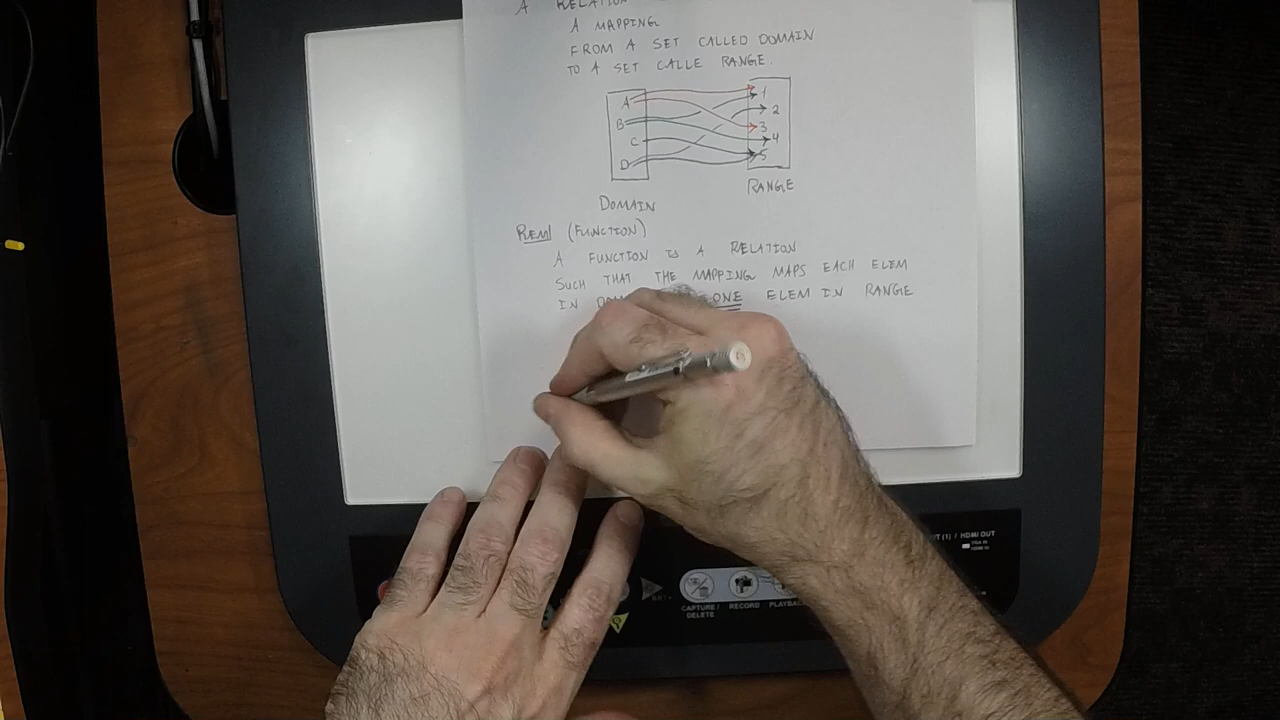 A RELATION
A MAPPING
FROM A SET CALLED DOMAIN
TO A SET CALLE RANGE.
A 1
B 2
C 3
D 4
5
RANGE
DOMAIN
REM (FUNCTION)
A FUNCTION IS A RELATION
SUCH THAT THE MAPPING MAPS EACH ELEM
IN ONE ELEM IN RANGE
(1) / HDMI OUT
CAPTURE / DELETE
RECORD